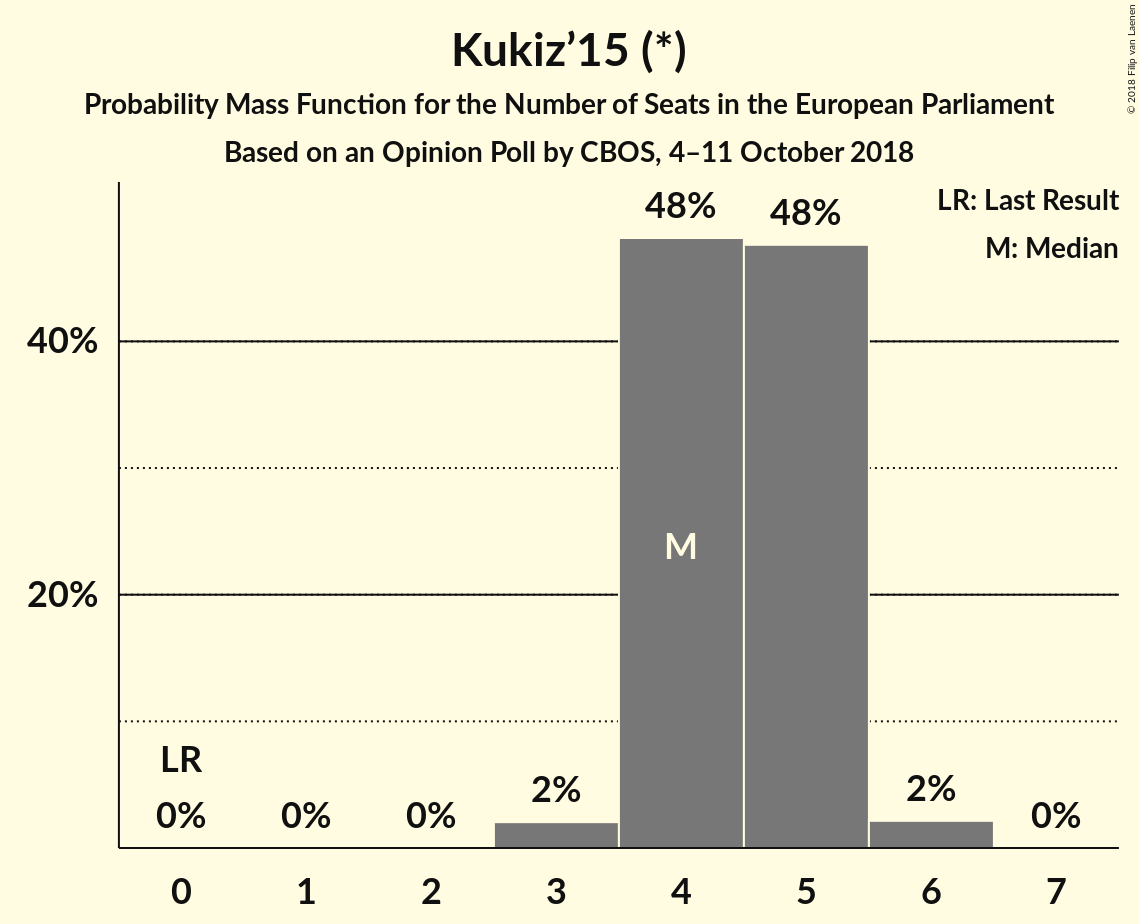 Kukiz’15 (*)
Probability Mass Function for the Number of Seats in the European Parliament
Based on an Opinion Poll by CBOS, 4–11 October 2018
© 2018 Filip van Laenen
LR: Last Result
M: Median
48%
48%
40%
M
20%
LR
0%
0%
0%
2%
2%
0%
0
1
2
3
4
5
6
7